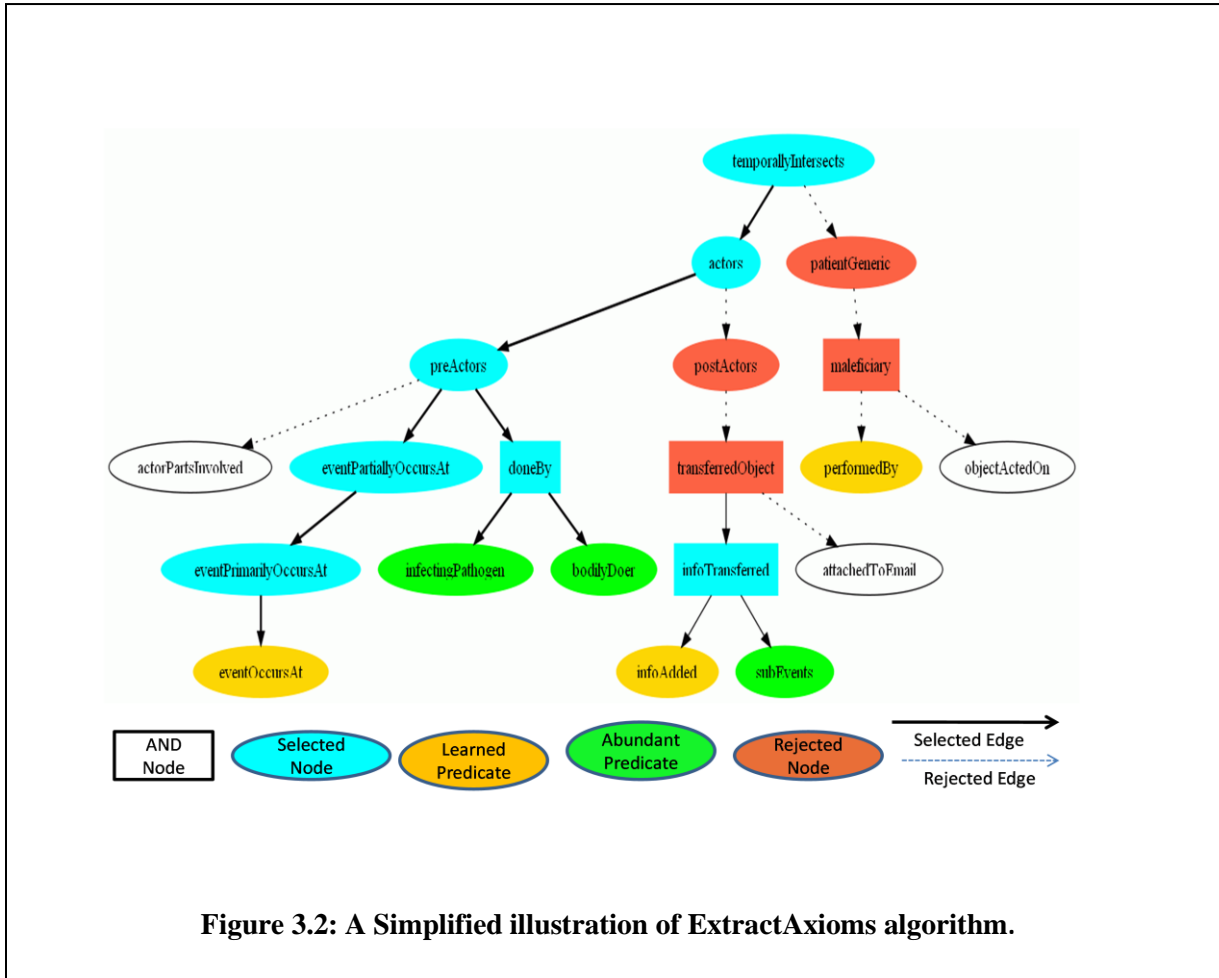 temporallyIntersects
actors
patientGeneric
preActors
postActors
maleficiary
actorPartsInvolved
eventPartiallyOccursAt
doneBy
transferredObject
performedBy
objectActedOn
eventPrimarilyOccursAt
infectingPathogen
bodilyDoer
infoTransferred
attachedToEmail
eventOccursAt
infoAdded
subEvents
AND
Node
Selected
Node
Learned
Predicate
Abundant
Predicate
Rejected
Node
Selected Edge
Rejected Edge
Figure 3.2: A Simplified illustration of ExtractAxioms algorithm.